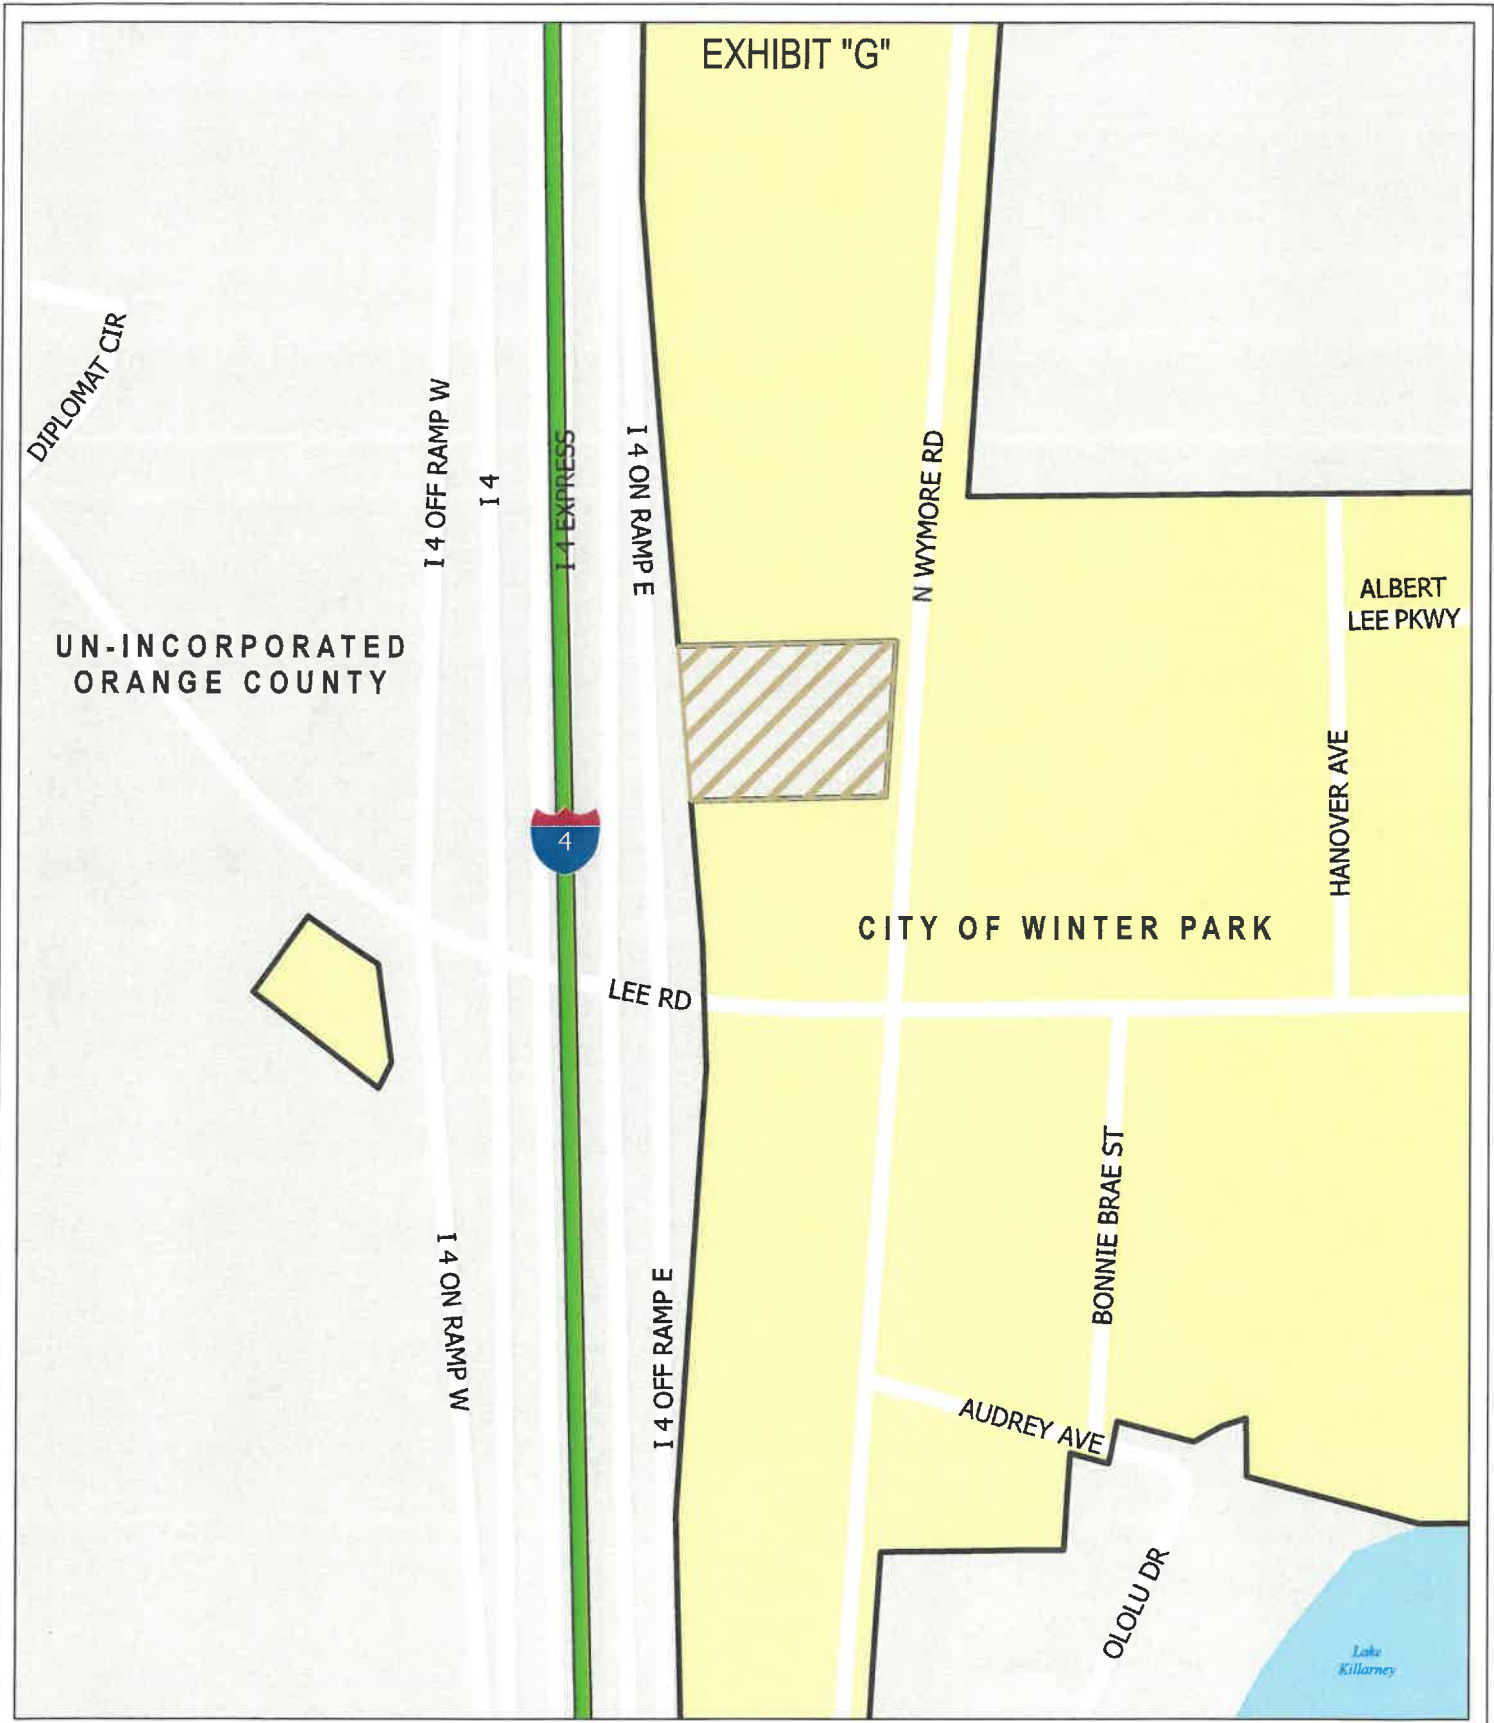 EXHIBIT "G"
DIPLOMAT CIR
I 4 OFF RAMP W
I 4
I 4 EXPRESS
I 4 ON RAMP E
N WYMORE RD
ALBERT
LEE PKWY
UN-INCORPORATED
ORANGE COUNTY
HANOVER AVE
4
CITY OF WINTER PARK
LEE RD
BONNIE BRAE ST
I 4 ON RAMP W
I 4 OFF RAMP E
AUDREY AVE
OLOLU DR
Lake
Killarney